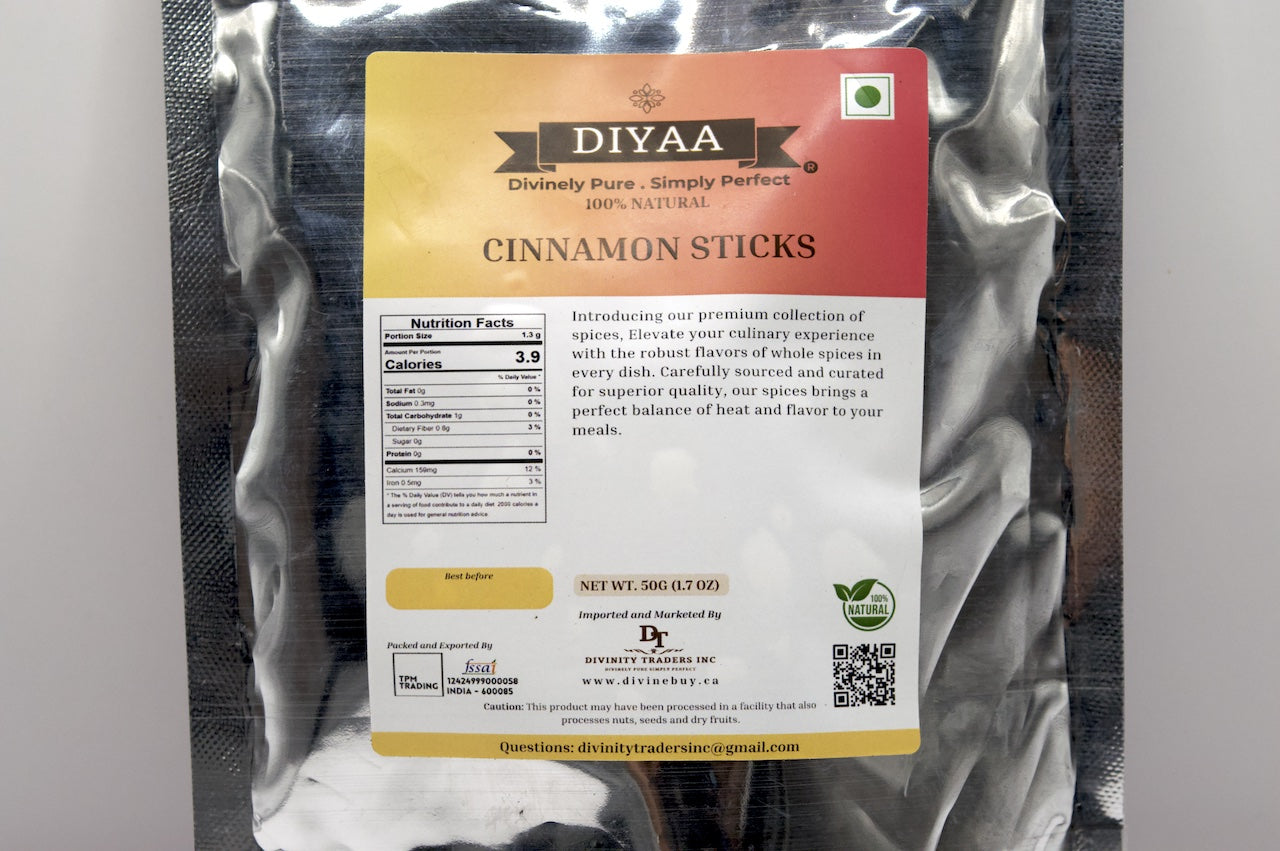 DIYAA
®
Divinely Pure . Simply Perfect
100% NATURAL
CINNAMON STICKS
Nutrition Facts
Portion Size 1.3 g
Amount Per Portion
Calories 3.9
% Daily Value *
Total Fat 0g 0 %
Sodium 0.3mg 0 %
Total Carbohydrate 1g 0 %
Dietary Fiber 0.8g 3 %
Sugar 0g
Protein 0g 0 %
Calcium 159mg 12 %
Iron 0.5mg 3 %
* The % Daily Value (DV) tells you how much a nutrient in
a serving of food contribute to a daily diet. 2000 calories a
day is used for general nutrition advice.
Introducing our premium collection of
spices, Elevate your culinary experience
with the robust flavors of whole spices in
every dish. Carefully sourced and curated
for superior quality, our spices brings a
perfect balance of heat and flavor to your
meals.
Best before
NET WT. 50G (1.7 OZ)
100%
NATURAL
Packed and Exported By
TPM
TRADING
fssai
12424999000058
INDIA - 600085
Imported and Marketed By
DT
DIVINITY TRADERS INC
DIVINELY PURE SIMPLY PERFECT
www.divinebuy.ca
Caution: This product may have been processed in a facility that also
processes nuts, seeds and dry fruits.
Questions: divinitytradersinc@gmail.com